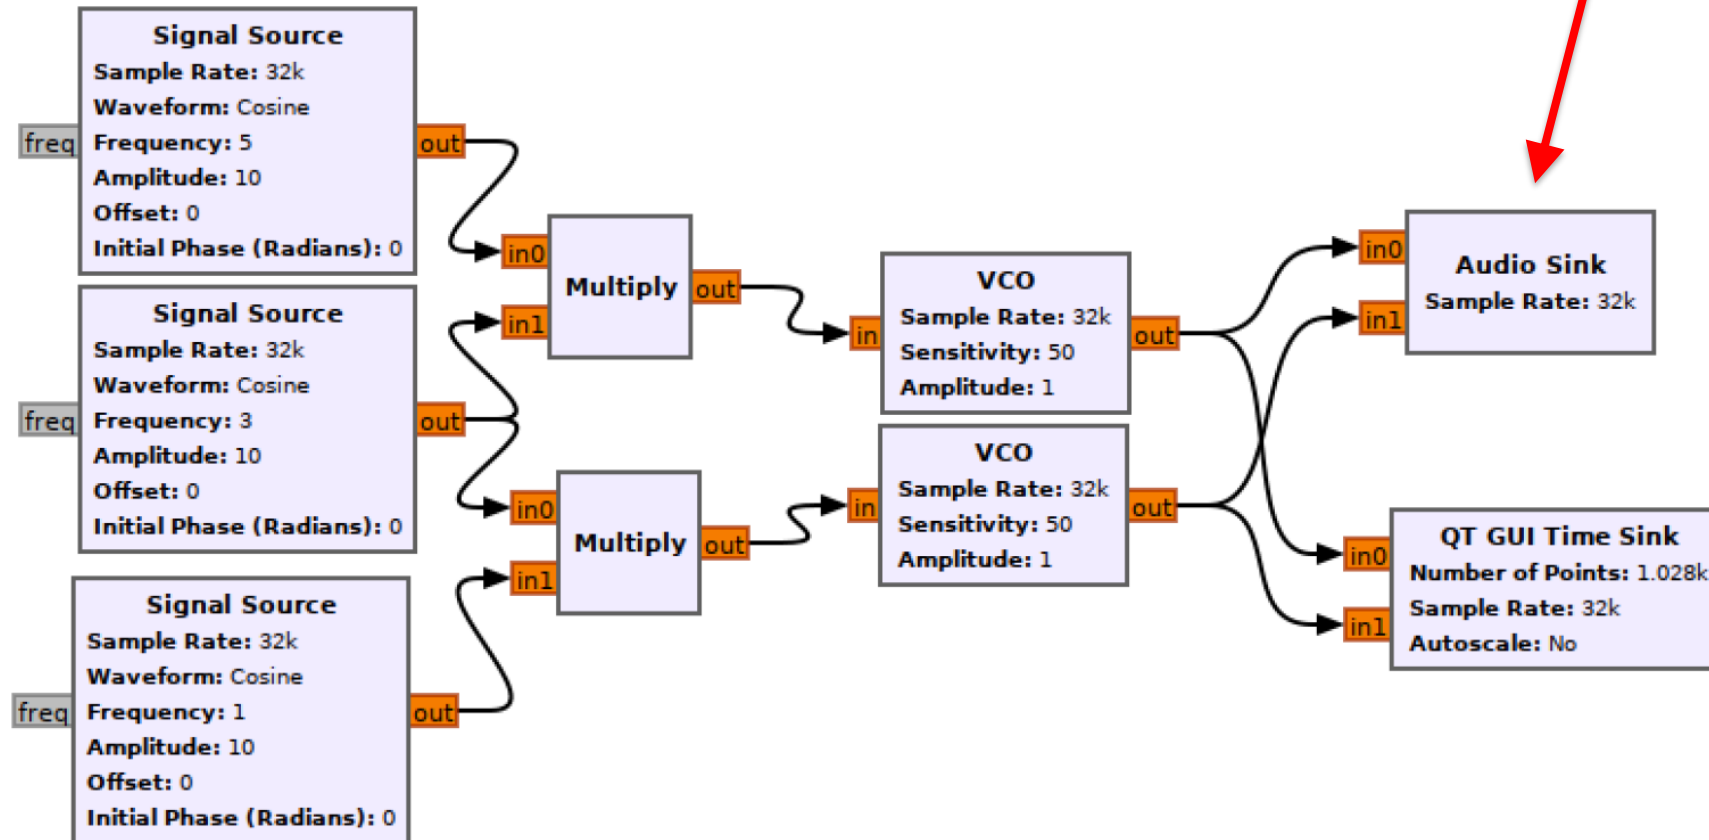 Signal Source
Sample Rate: 32k
Waveform: Cosine
freq
Frequency: 5
out
Amplitude: 10
Offset: 0
Initial Phase (Radians): 0
Signal Source
Sample Rate: 32k
Waveform: Cosine
freq
Frequency: 3
out
Amplitude: 10
Offset: 0
Initial Phase (Radians): 0
Signal Source
Sample Rate: 32k
Waveform: Cosine
freq
Frequency: 1
out
Amplitude: 10
Offset: 0
Initial Phase (Radians): 0
in0
in1
Multiply
out
in0
in1
Multiply
out
VCO
Sample Rate: 32k
in
Sensitivity: 50
out
Amplitude: 1
VCO
Sample Rate: 32k
in
Sensitivity: 50
out
Amplitude: 1
in0
in1
Audio Sink
Sample Rate: 32k
QT GUI Time Sink
in0
Number of Points: 1.028k
Sample Rate: 32k
in1
Autoscale: No